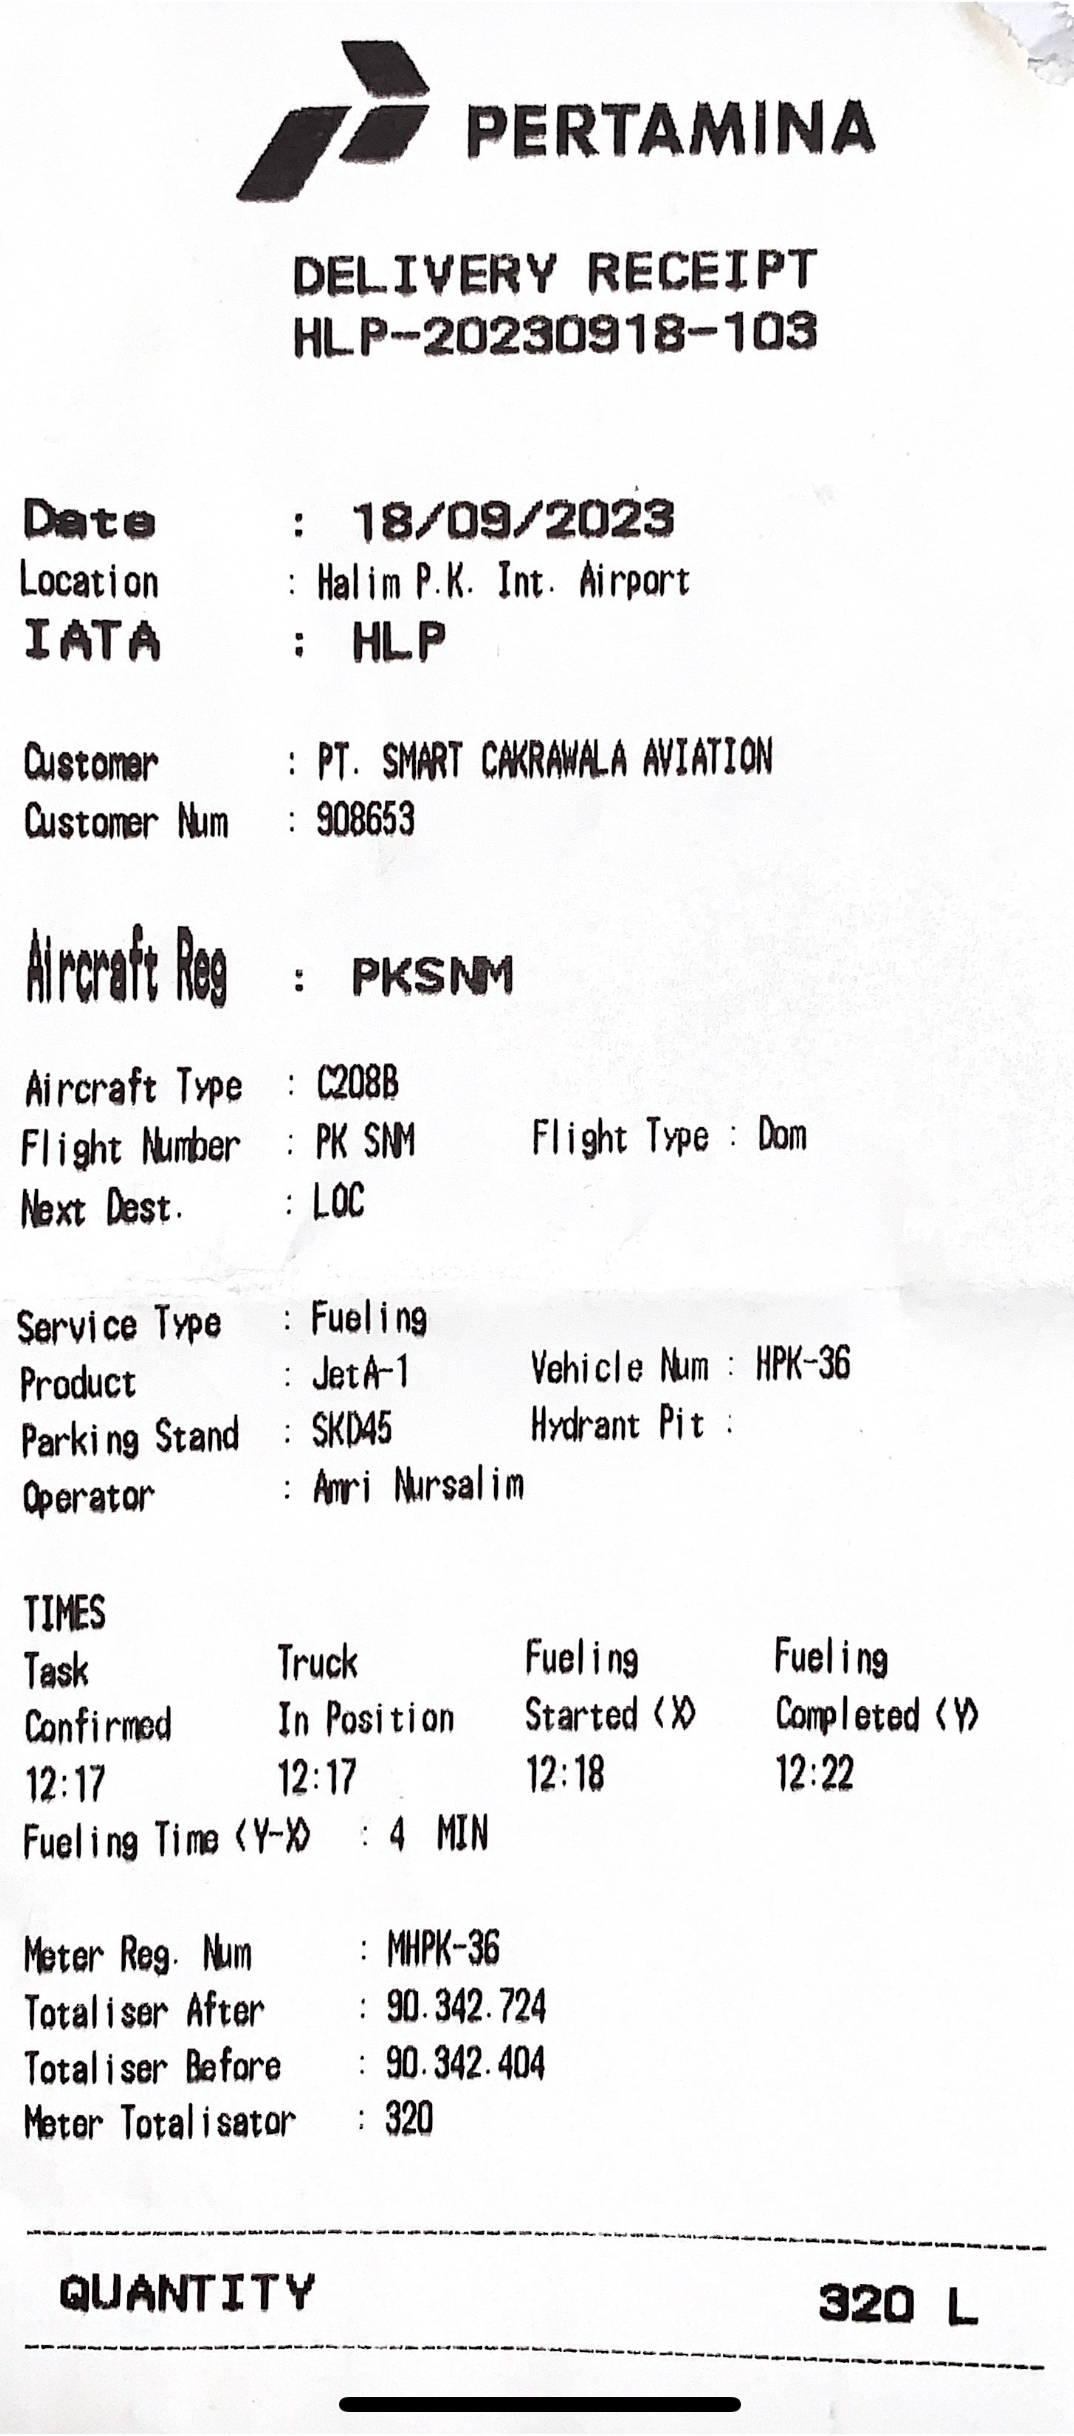 PERTAMINA
DELIVERY RECEIPT
HLP-20230918-103
Date : 18/09/2023
Location : Halim P.K. Int. Airport
IATA : HLP
Customer : PT. SMART CAKRAWALA AVIATION
Customer Num : 908653
Aircraft Reg : PKSNM
Aircraft Type : C208B
Flight Number : PK SNM Flight Type : Dom
Next Dest. : LOC
Service Type : Fueling
Product : JetA-1 Vehicle Num : HPK-36
Parking Stand : SKD45 Hydrant Pit :
Operator : Amri Nursalim
TIMES
Task Truck Fueling Fueling
Confirmed In Position Started (X) Completed (Y)
12:17 12:17 12:18 12:22
Fueling Time (Y-X) : 4 MIN
Meter Reg. Num : MHPK-36
Totaliser After : 90.342.724
Totaliser Before : 90.342.404
Meter Totalisator : 320
QUANTITY 320 L